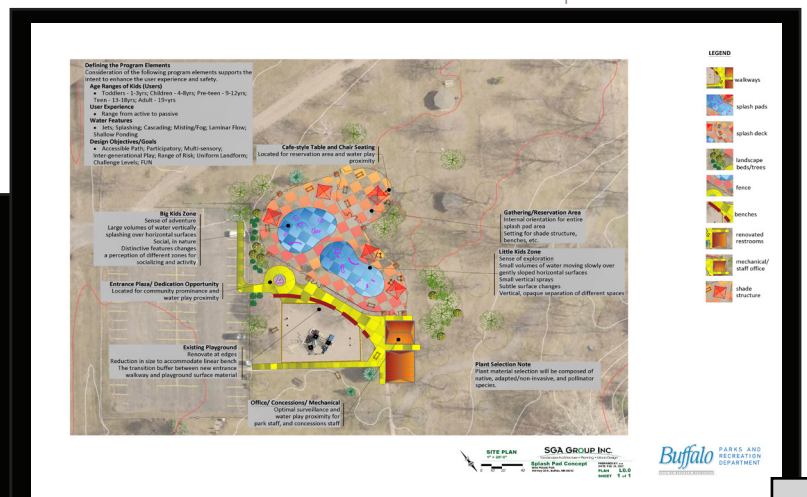 Defining the Program Elements
Consideration of the following program elements supports the
intent to enhance the user experience and safety.
Age Ranges of Kids (Users)
• Toddlers - 1-3yrs; Children - 4-8yrs; Pre-teen - 9-12yrs;
Teen - 13-18yrs; Adult - 19+yrs
User Experience
• Range from active to passive
Water Features
• Jets; Splashing; Cascading; Misting/Fog; Laminar Flow;
Shallow Ponding
Design Objectives/Goals
• Accessible Path; Participatory; Multi-sensory;
Inter-generational Play; Range of Risk; Uniform Landform;
Challenge Levels; FUN
Cafe-style Table and Chair Seating
Located for reservation area and water play
proximity
Big Kids Zone
Sense of adventure
Large volumes of water vertically
splashing over horizontal surfaces
Social, in nature
Distinctive features changes
a perception of different zones for
socializing and activity
Gathering/Reservation Area
Internal orientation for entire
splash pad area
Setting for shade structure,
benches, etc.
Little Kids Zone
Sense of exploration
Small volumes of water moving slowly over
gently sloped horizontal surfaces
Small vertical sprays
Subtle surface changes
Vertical, opaque separation of different spaces
Entrance Plaza/ Dedication Opportunity
Located for community prominence and
water play proximity
Existing Playground
Renovate at edges
Reduction in size to accommodate linear bench
The transition buffer between new entrance
walkway and playground surface material
Plant Selection Note
Plant material selection will be composed of
native, adapted/non-invasive, and pollinator
species.
Office/ Concessions/ Mechanical
Optimal surveillance and
water play proximity for
park staff, and concessions staff
LEGEND
walkways
splash pads
splash deck
landscape
beds/trees
fence
benches
renovated
restrooms
mechanical/
staff office
shade
structure
SITE PLAN
1" = 20'-0"
SGA GROUP INC.
Splash Pad Concept
PLAN L0.0
SHEET 1 of 1
Buffalo PARKS AND
RECREATION
DEPARTMENT